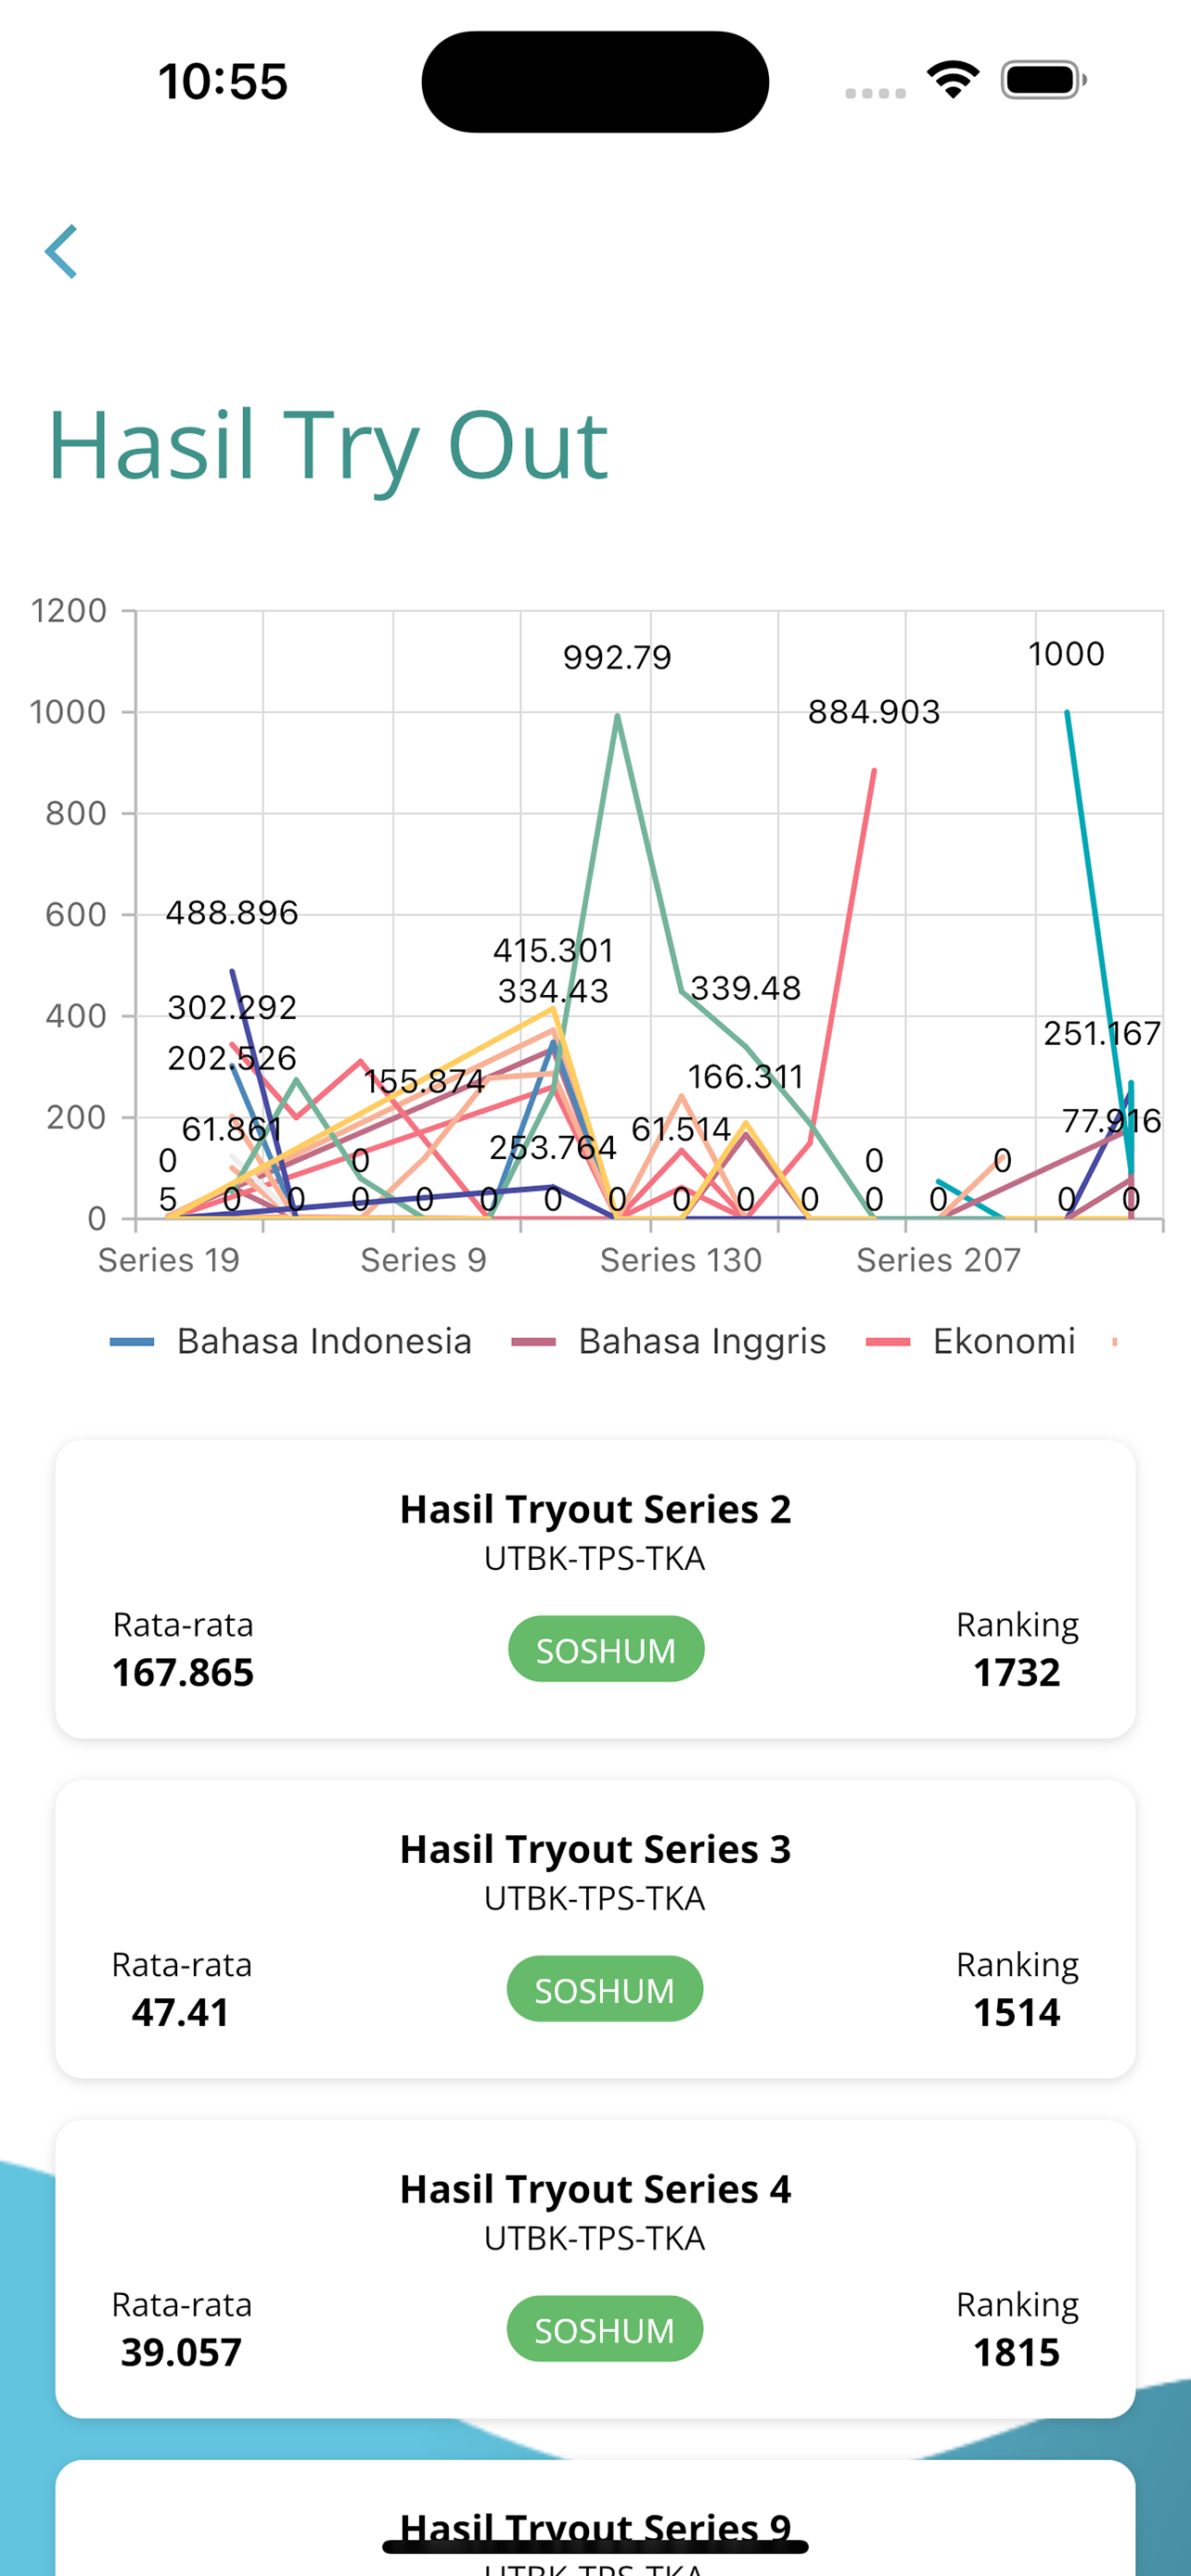 10:55
Hasil Try Out
1200
992.79
1000
1000
884.903
800
600
488.896
415.301
334.43
400
339.48
302.292
251.167
202.526
155.874
166.311
200
61.861
253.764
61.514
77.916
0 0 0 0
5 0 0 0 0 0 0 0 0 0 0 0 0 0 0
0
Series 19 Series 9 Series 130 Series 207
Bahasa Indonesia Bahasa Inggris Ekonomi
Hasil Tryout Series 2
UTBK-TPS-TKA
Rata-rata SOSHUM Ranking
167.865 1732
Hasil Tryout Series 3
UTBK-TPS-TKA
Rata-rata SOSHUM Ranking
47.41 1514
Hasil Tryout Series 4
UTBK-TPS-TKA
Rata-rata SOSHUM Ranking
39.057 1815
Hasil Tryout Series 9
UTBK-TPS-TKA